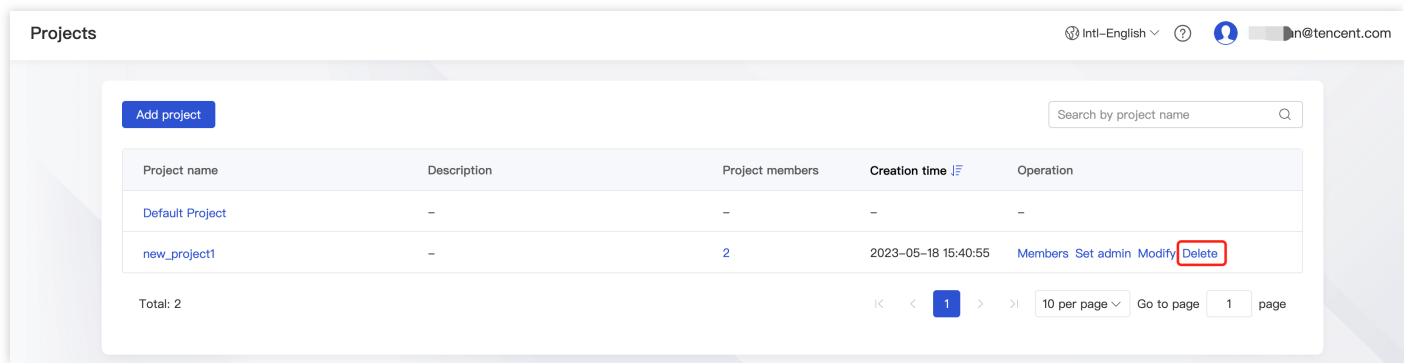 Projects Intl-English n@tencent.com
Add project Search by project name
Project name Description Project members Creation time Operation
Default Project – – – –
new_project1 – 2 2023-05-18 15:40:55 Members Set admin Modify Delete
Total: 2 1 10 per page Go to page 1 page